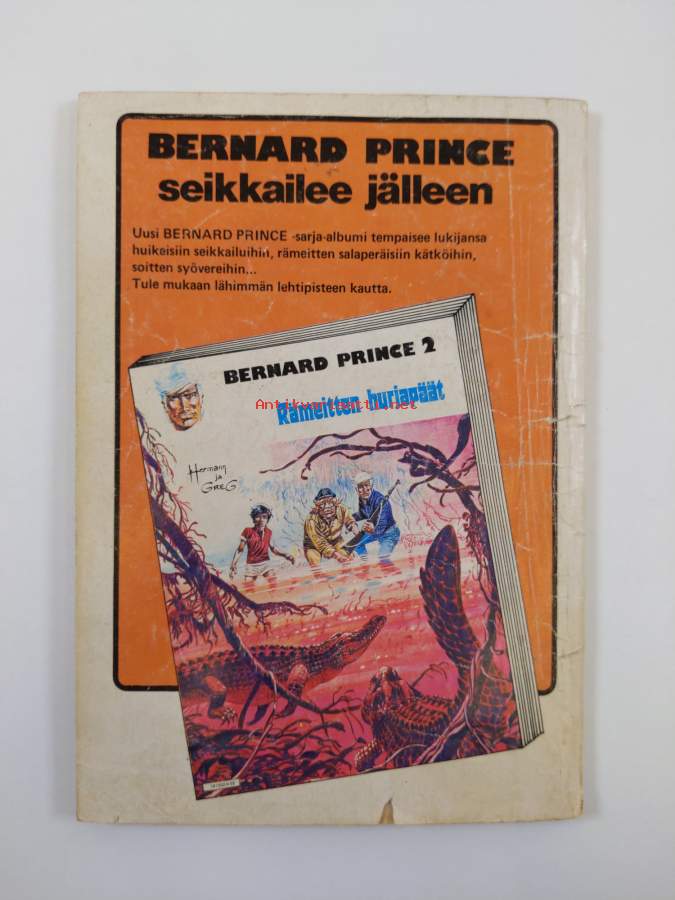 BERNARD PRINCE
seikkailee jälleen
Uusi BERNARD PRINCE -sarja-albumi tempaisee lukijansa
huikeisiin seikkailuihin, rämeitten salaperäisiin kätköihin,
soitten syövereihin...
Tule mukaan lähimmän lehtipisteen kautta.
BERNARD PRINCE 2
Rämeitten hurjapäät
Antikvariaatti.net
Hermann
ja
GREG